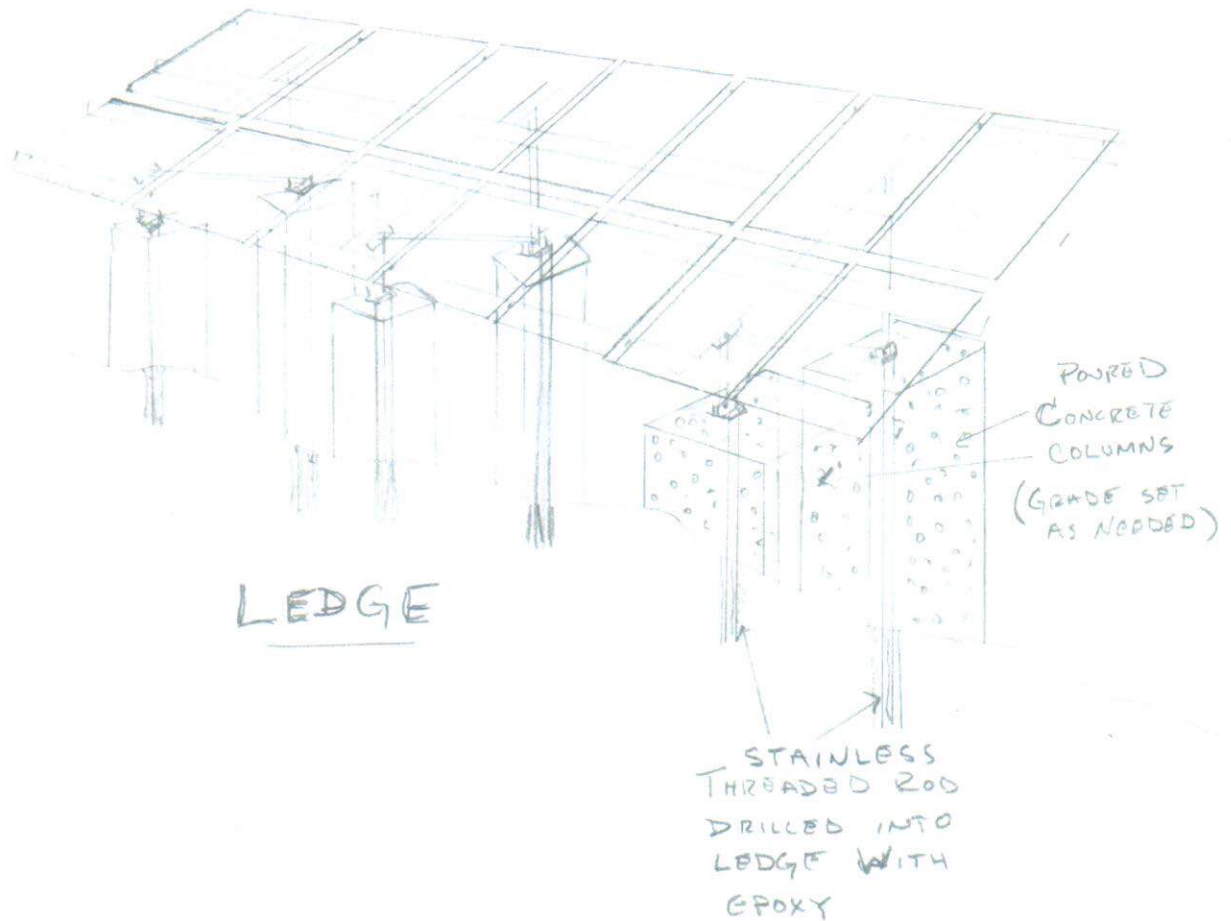 POURED
CONCRETE
COLUMNS
(GRADE SET
AS NEEDED)
LEDGE
STAINLESS
THREADED ROD
DRILLED INTO
LEDGE WITH
EPOXY